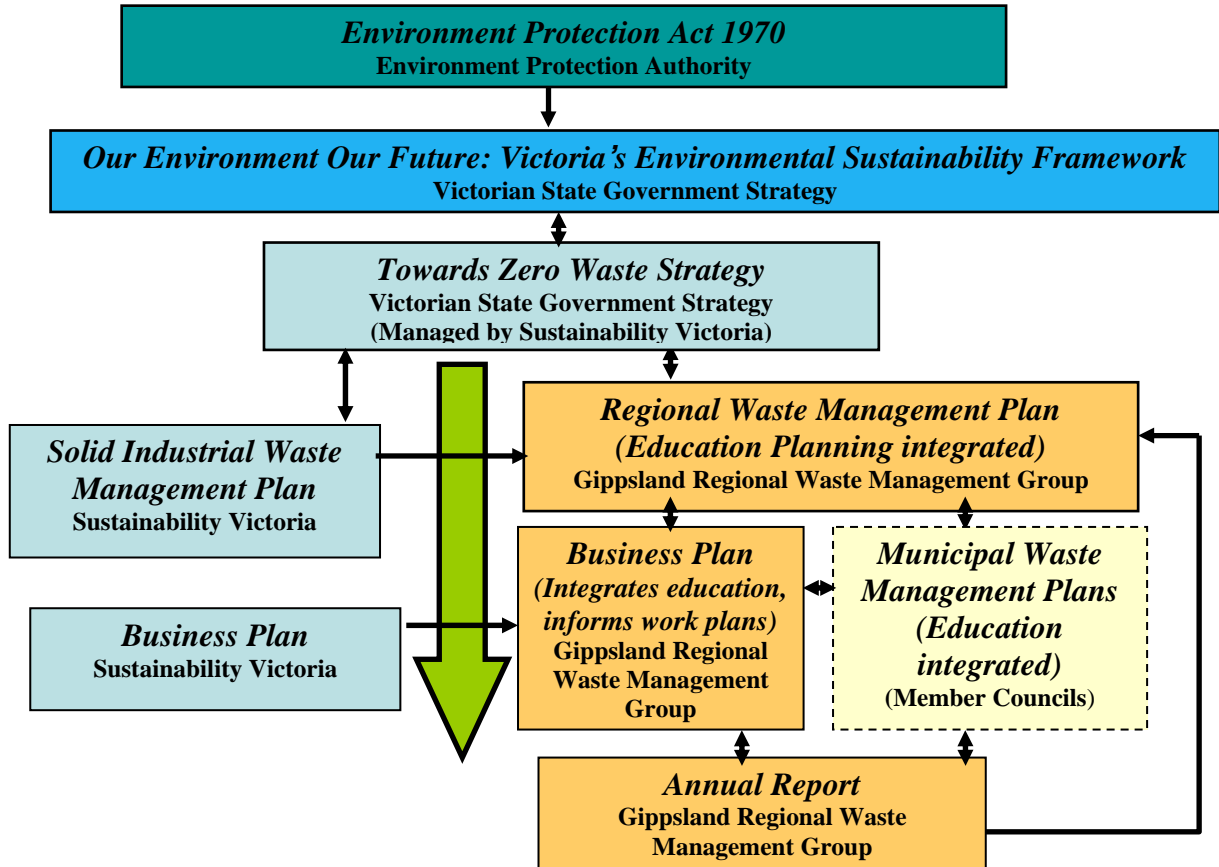 Environment Protection Act 1970
Environment Protection Authority
Our Environment Our Future: Victoria’s Environmental Sustainability Framework
Victorian State Government Strategy
Towards Zero Waste Strategy
Victorian State Government Strategy
(Managed by Sustainability Victoria)
Regional Waste Management Plan
(Education Planning integrated)
Gippsland Regional Waste Management Group
Solid Industrial Waste
Management Plan
Sustainability Victoria
Business Plan
(Integrates education,
informs work plans)
Gippsland Regional
Waste Management
Group
Municipal Waste
Management Plans
(Education
integrated)
(Member Councils)
Business Plan
Sustainability Victoria
Annual Report
Gippsland Regional Waste
Management Group